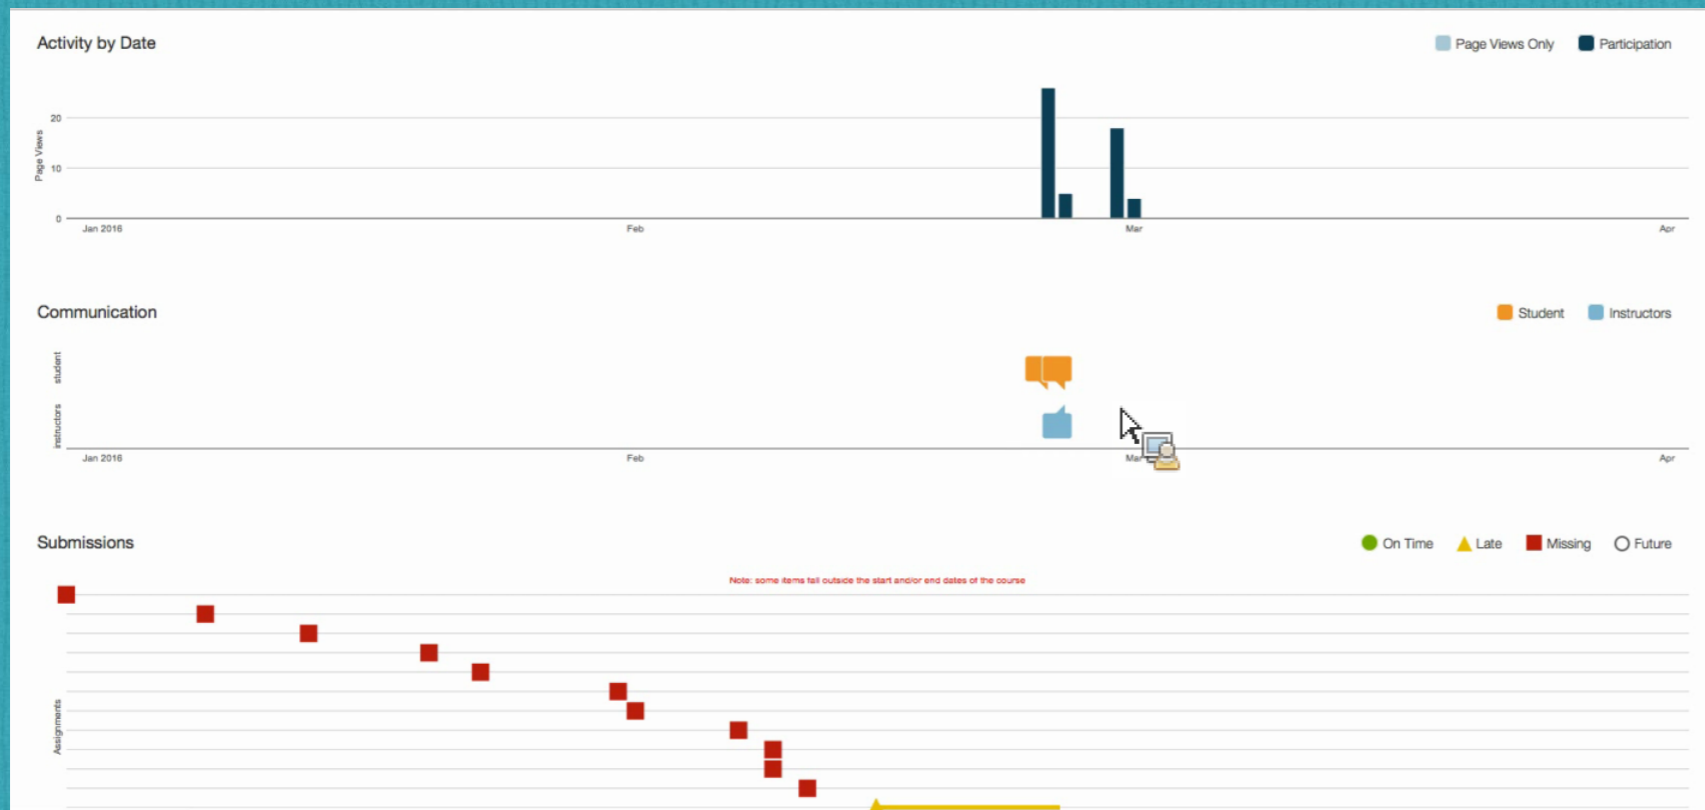 Activity by Date
Page Views Only
Participation
Page Views
20
10
0
Jan 2016
Feb
Mar
Apr
Communication
Student
Instructors
student
instructors
Jan 2016
Feb
Mar
Apr
Submissions
On Time
Late
Missing
Future
Note: some items fall outside the start and/or end dates of the course
Assignments